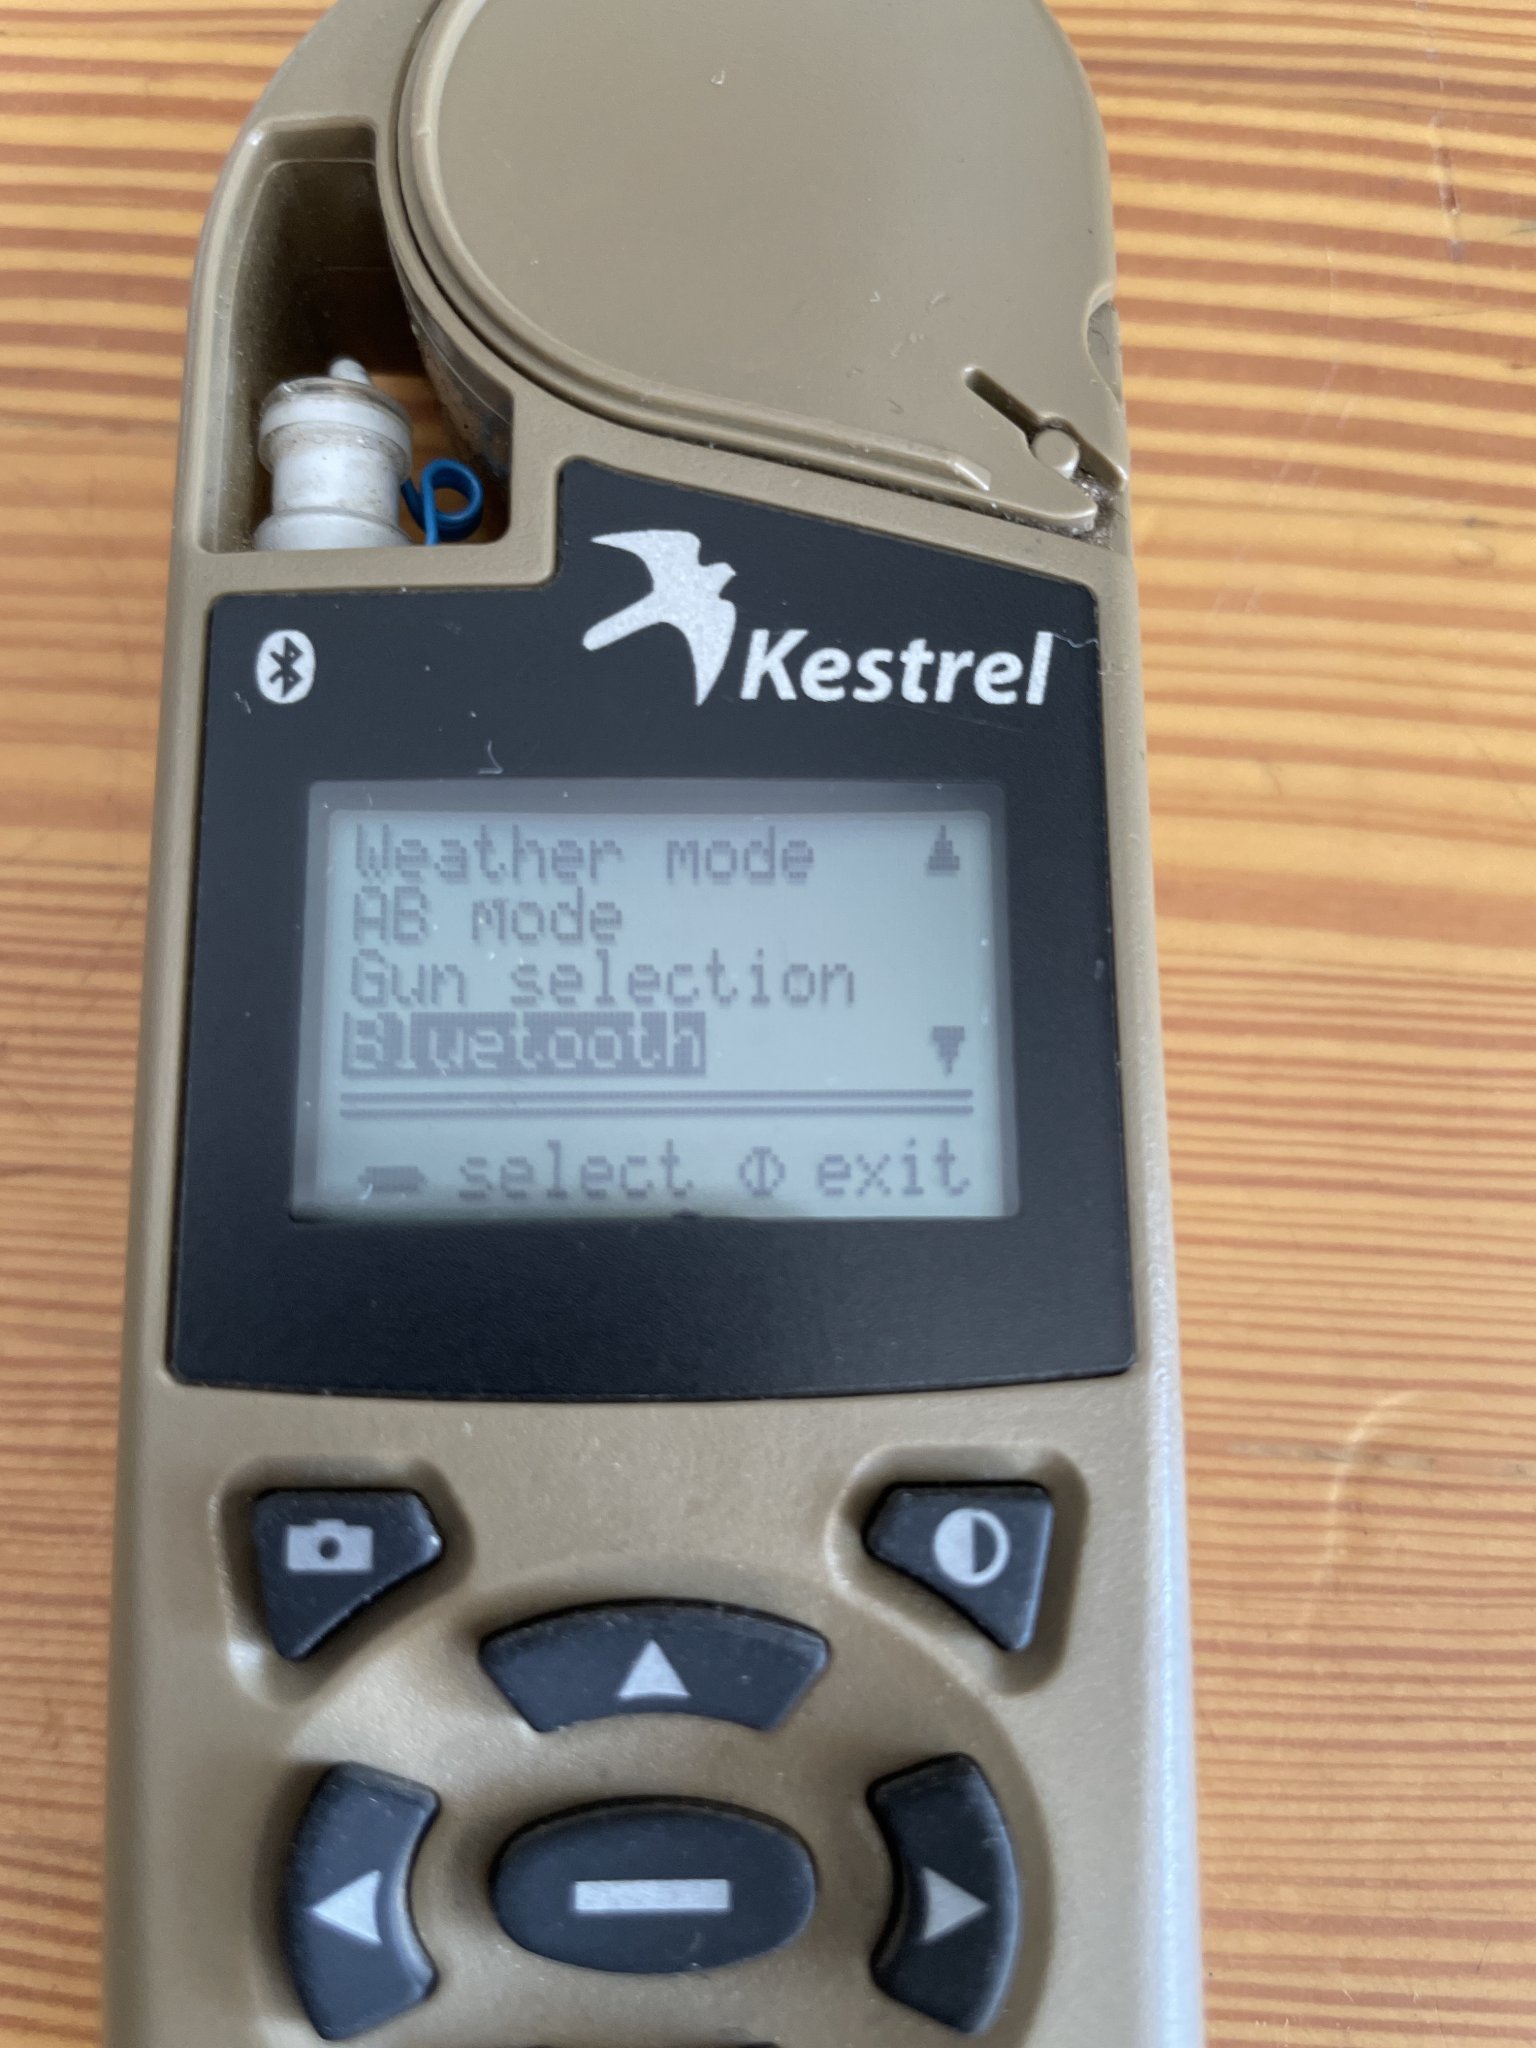 Kestrel
Weather mode
AB mode
Gun selection
Bluetooth
select exit